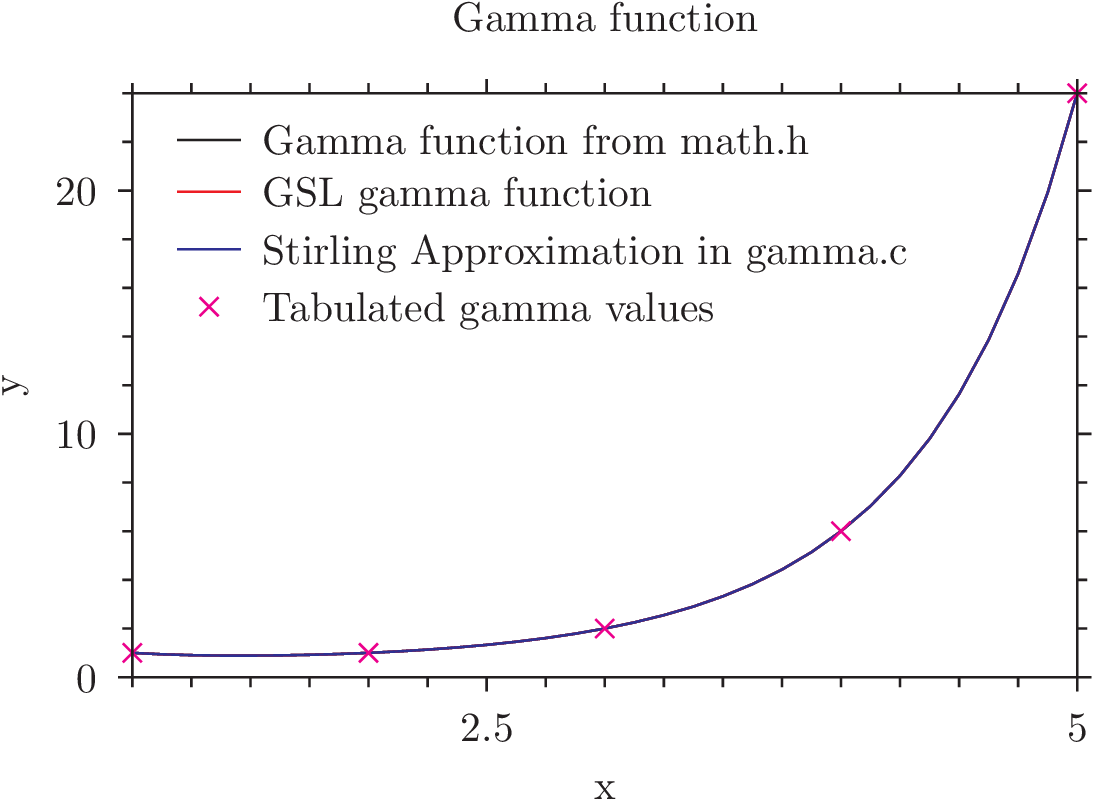 Gamma function
Gamma function from math.h
GSL gamma function
Stirling Approximation in gamma.c
Tabulated gamma values
20
10
0
y
2.5
5
x